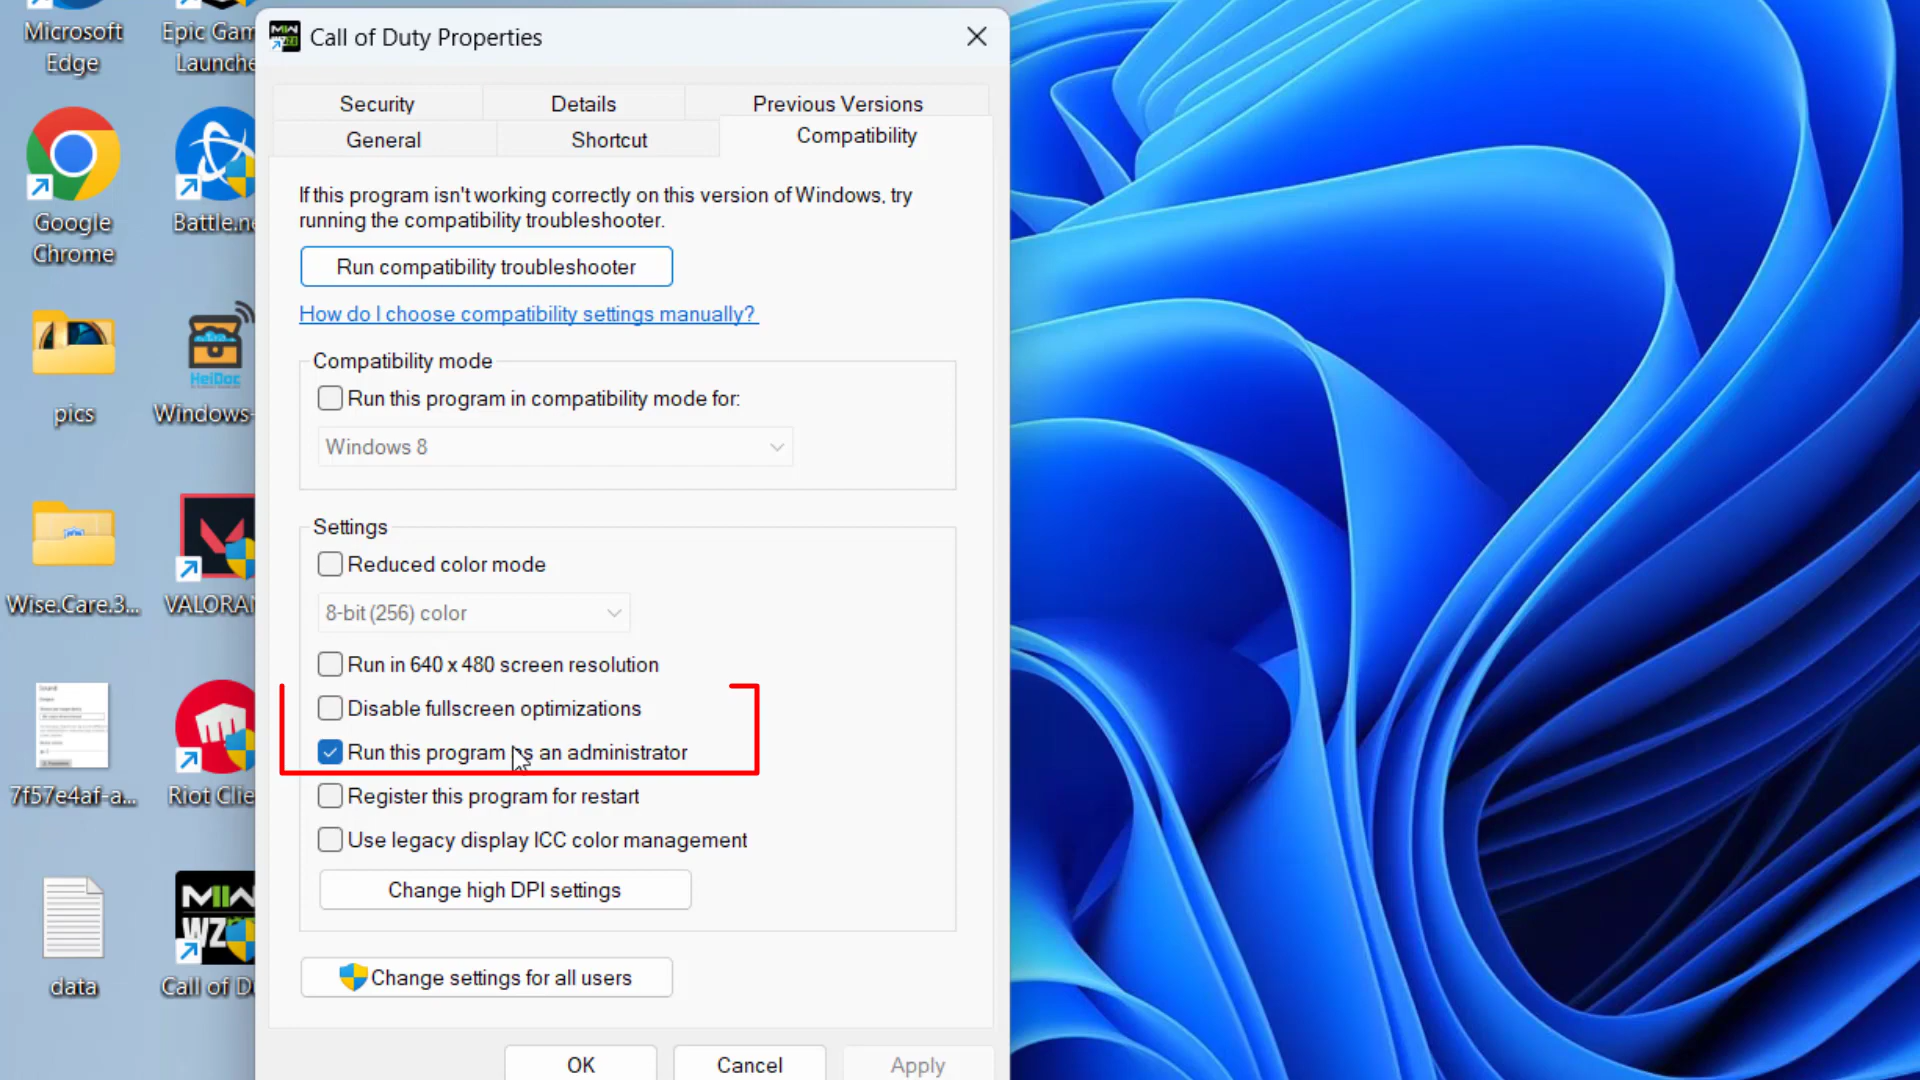 Microsoft
Edge
Epic Gam
Launche
Google
Chrome
Battle.ne
pics
HeiDoc
Windows-
Wise.Care.3...
VALORAN
7f57e4af-a...
Riot Clie
data
MW
WZ
Call of D
Call of Duty Properties
Security
Details
Previous Versions
General
Shortcut
Compatibility
If this program isn't working correctly on this version of Windows, try
running the compatibility troubleshooter.
Run compatibility troubleshooter
How do I choose compatibility settings manually?
Compatibility mode
Run this program in compatibility mode for:
Windows 8
Settings
Reduced color mode
8-bit (256) color
Run in 640 x 480 screen resolution
Disable fullscreen optimizations
Run this program as an administrator
Register this program for restart
Use legacy display ICC color management
Change high DPI settings
Change settings for all users
OK
Cancel
Apply